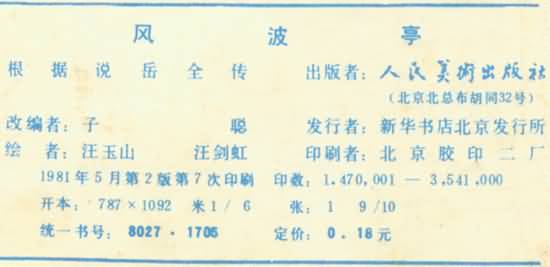 风波亭
根据说岳全传
出版者：人民美术出版社
（北京北总布胡同32号）
改编者：子 聪
发行者：新华书店北京发行所
绘 者：汪玉山 汪剑虹
印刷者：北京胶印二厂
1981年5月第2版第7次印刷
印数：1.470,001—3,541,000
开本：787×1092 米1/6
张：1 9/10
统一书号：8027·1705
定价：0.18元